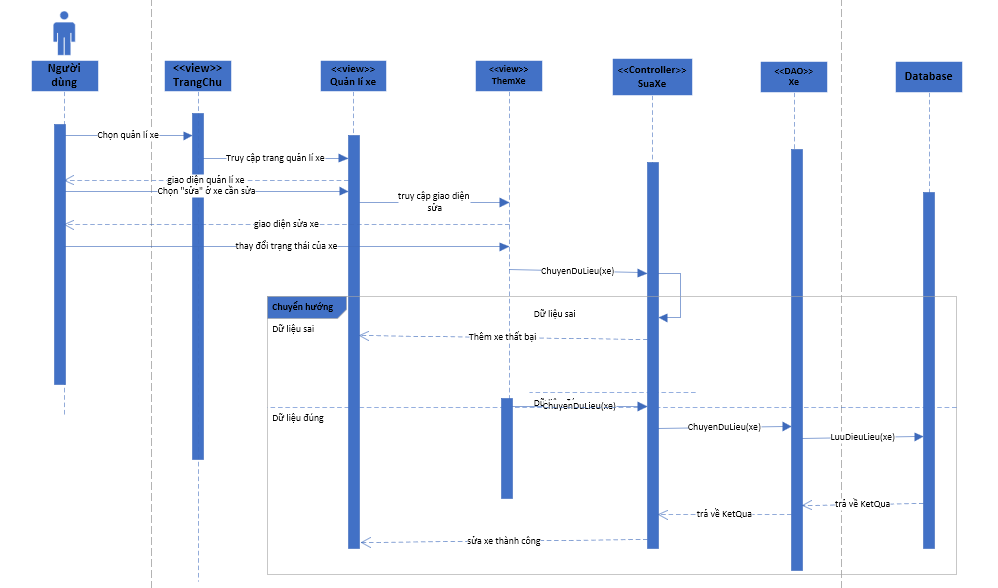 Người
dùng
<<view>>
TrangChu
<<view>>
Quản lí xe
<<view>>
ThemXe
<<Controller>>
SuaXe
<<DAO>>
Xe
Database
Chọn quản lí xe
Truy cập trang quản lí xe
giao diện quản lí xe
Chọn "sửa" ở xe cần sửa
truy cập giao diện
sửa
giao diện sửa xe
thay đổi trạng thái của xe
ChuyenDuLieu(xe)
Chuyển hướng
Dữ liệu sai
Dữ liệu sai
Thêm xe thất bại
ChuyenDuLieu(xe)
Dữ liệu đúng
ChuyenDuLieu(xe)
LuuDieuLieu(xe)
trả về KetQua
trả về KetQua
sửa xe thành công